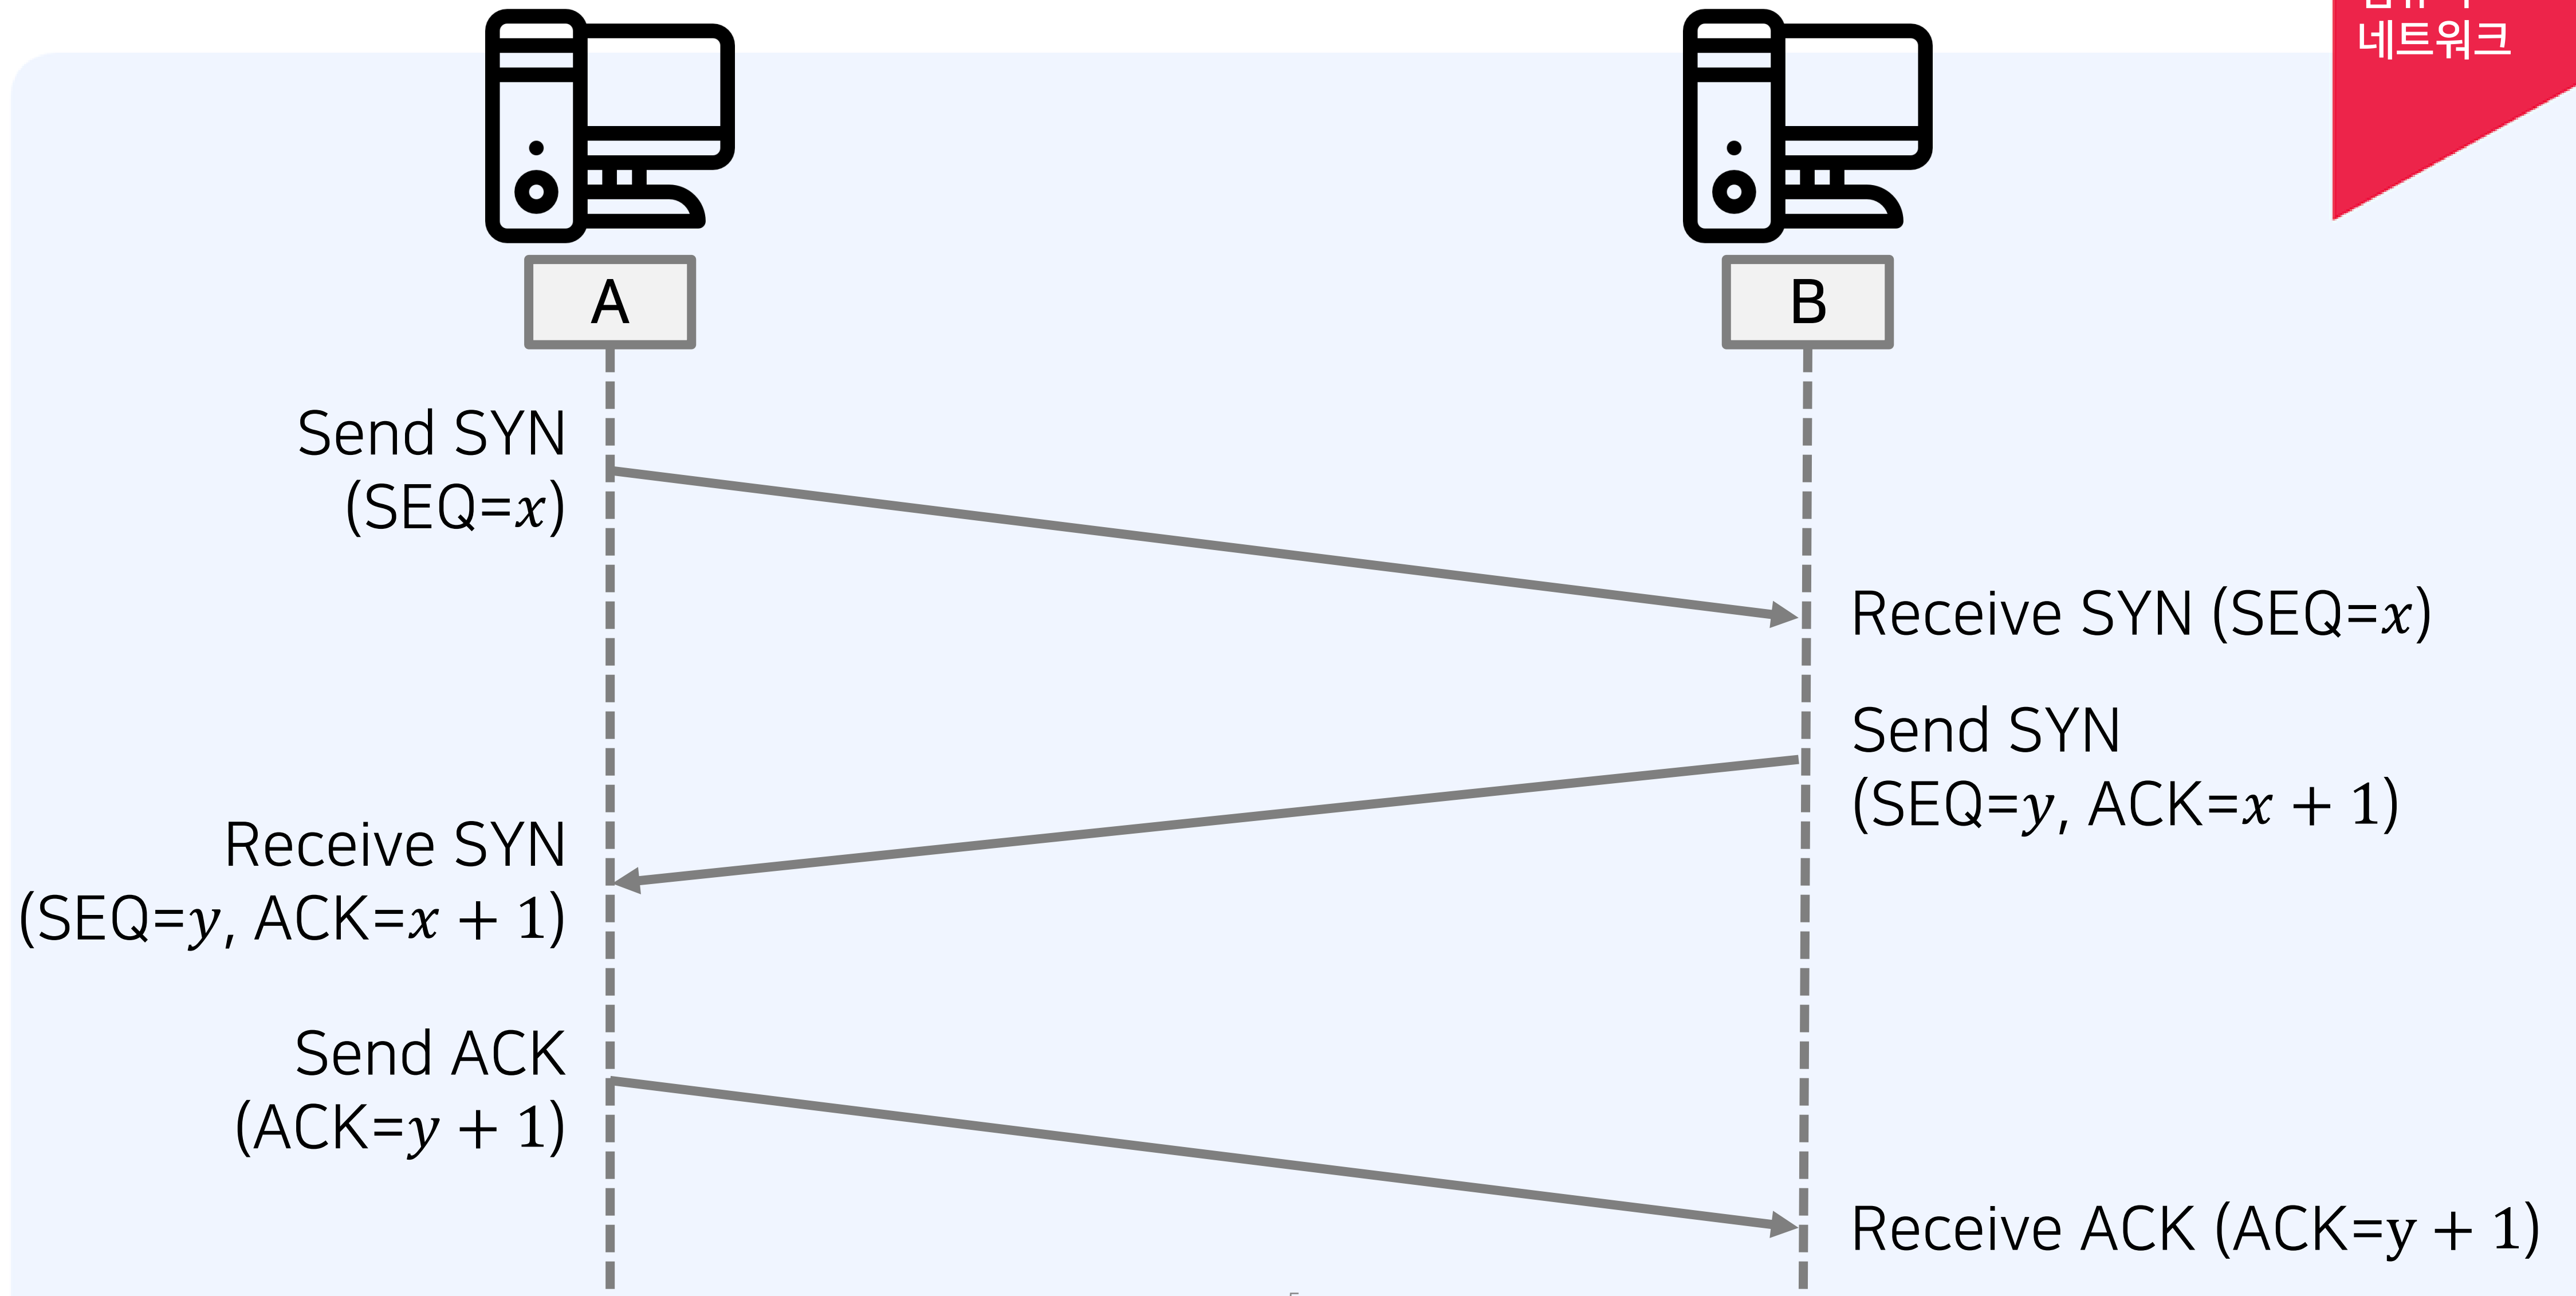 네트워크
A
B
Send SYN
(SEQ=x)
Receive SYN (SEQ=x)
Send SYN
(SEQ=y, ACK=x + 1)
Receive SYN
(SEQ=y, ACK=x + 1)
Send ACK
(ACK=y + 1)
Receive ACK (ACK=y + 1)